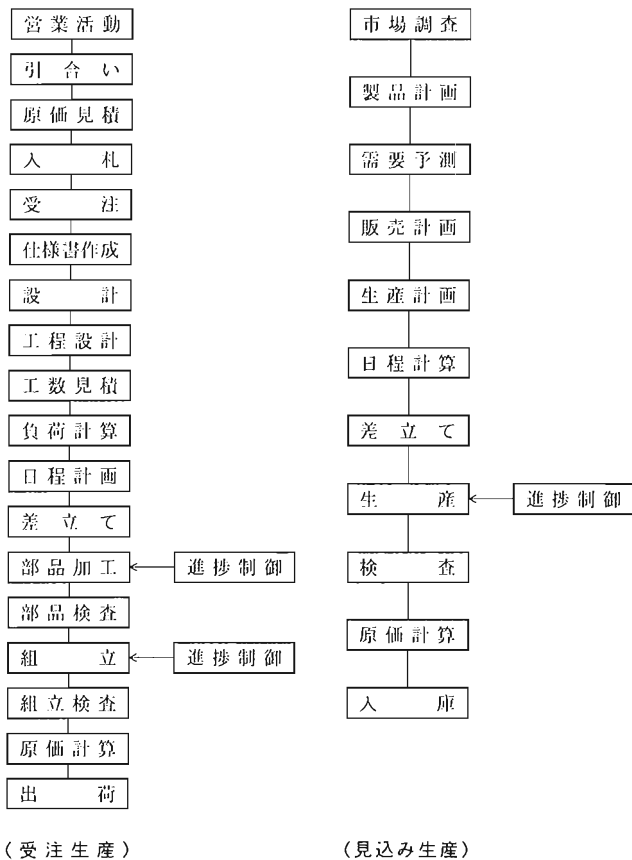 営業活動
引合い
原価見積
入札
受注
仕様書作成
設計
工程設計
工数見積
負荷計算
日程計画
差立て
部品加工
進捗制御
部品検査
組立
進捗制御
組立検査
原価計算
出荷
(受注生産)
市場調査
製品計画
需要予測
販売計画
生産計画
日程計算
差立て
生産
進捗制御
検査
原価計算
入庫
(見込み生産)